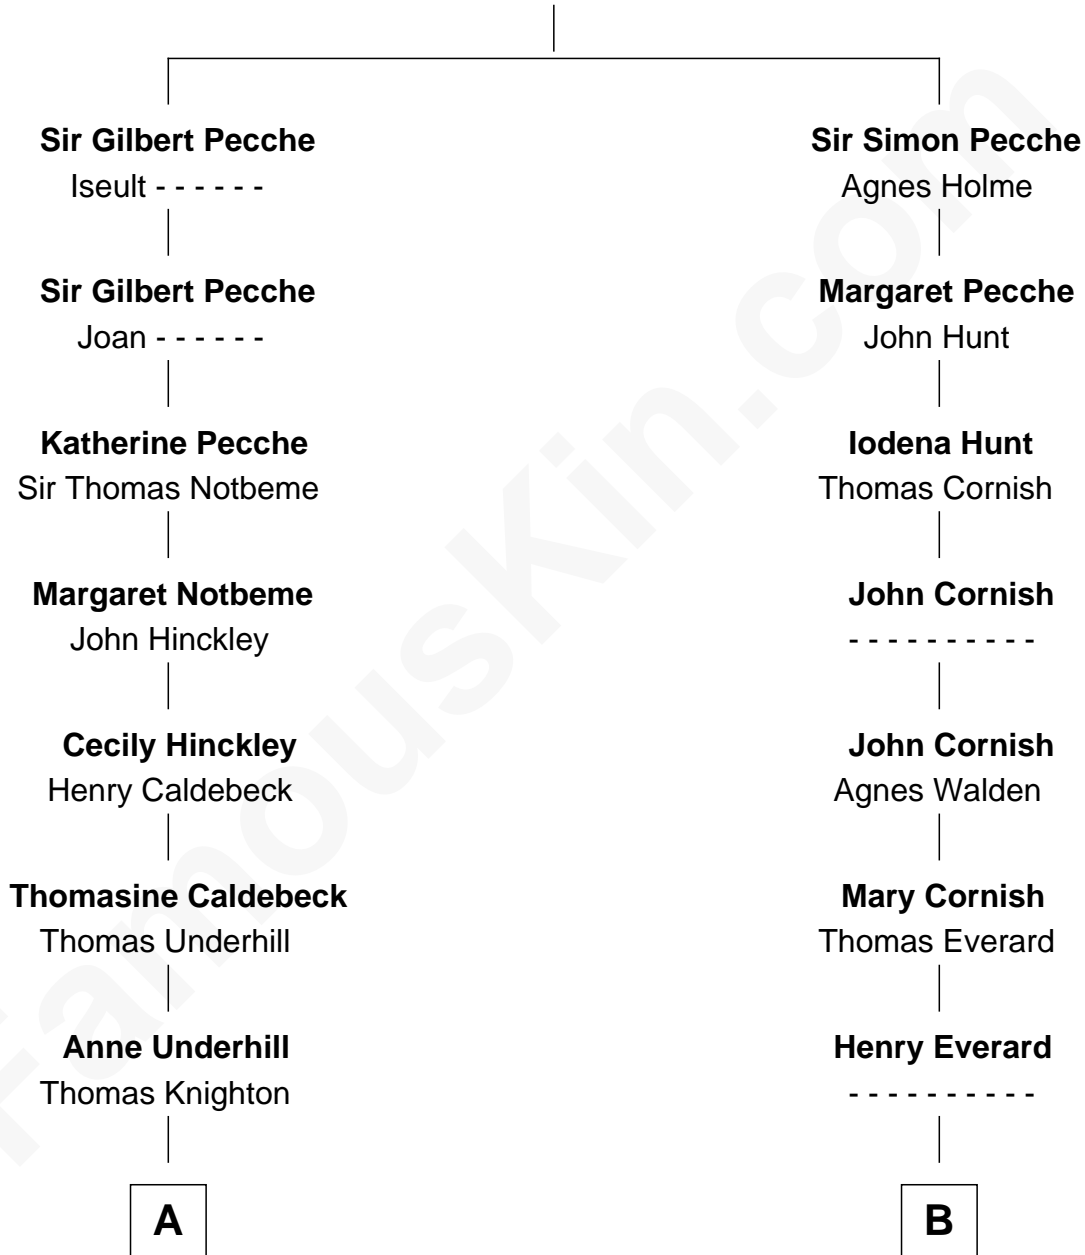 Sir Gilbert Pecche
Iseult - - - - - -
Sir Gilbert Pecche
Joan - - - - - -
Katherine Pecche
Sir Thomas Notbeme
Margaret Notbeme
John Hinckley
Cecily Hinckley
Henry Caldebeck
Thomasine Caldebeck
Thomas Underhill
Anne Underhill
Thomas Knighton
A
Sir Simon Pecche
Agnes Holme
Margaret Pecche
John Hunt
Iodena Hunt
Thomas Cornish
John Cornish
- - - - - - - - - -
John Cornish
Agnes Walden
Mary Cornish
Thomas Everard
Henry Everard
- - - - - - - - - -
B
FamousKin.com